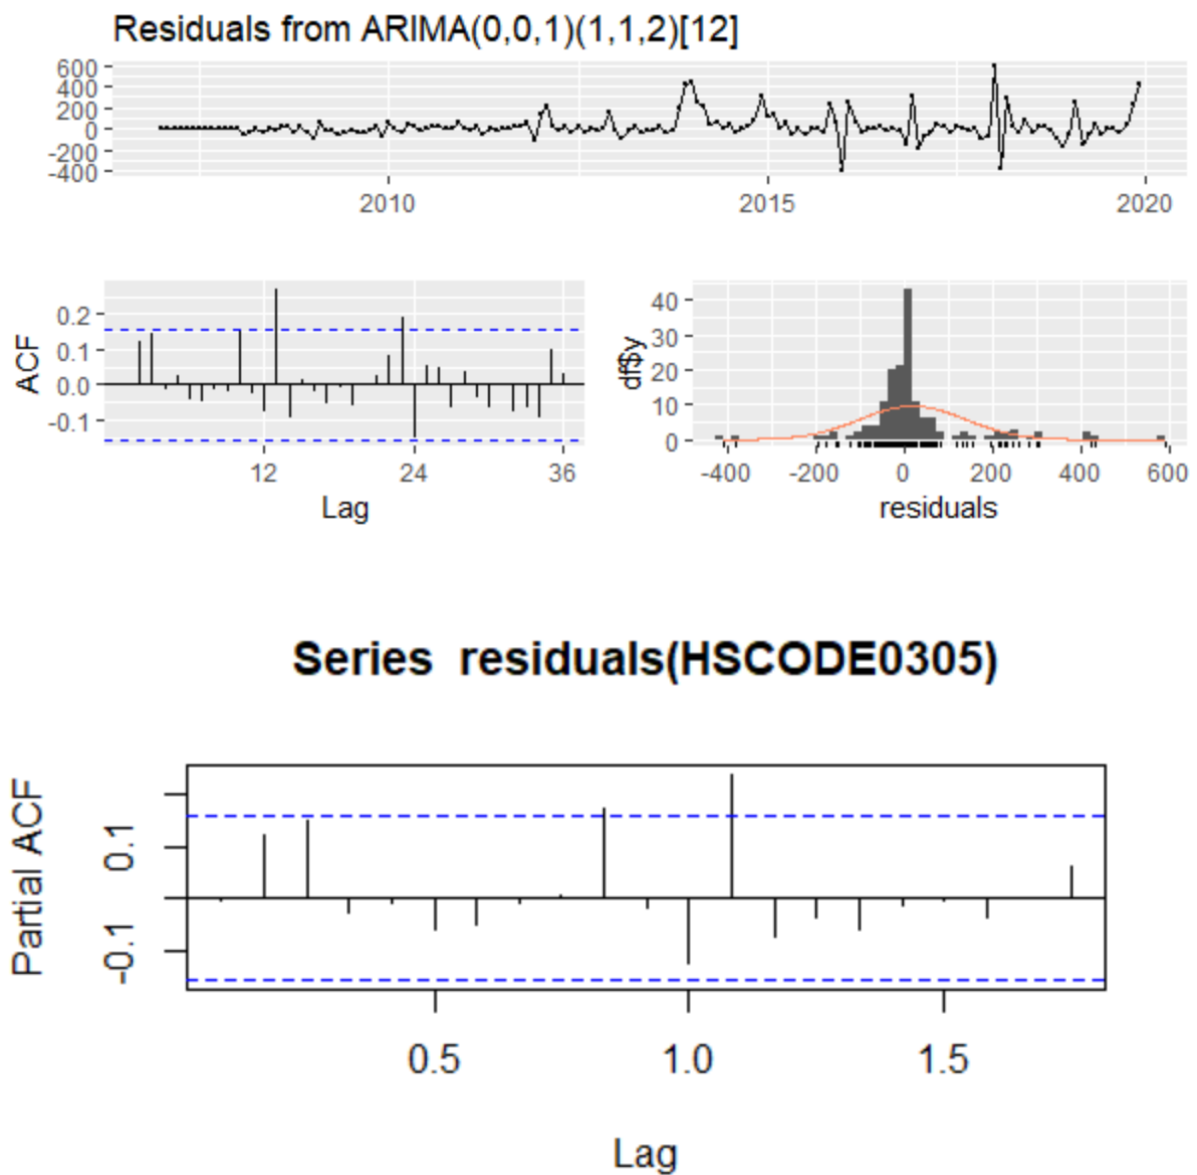 Residuals from ARIMA(0,0,1)(1,1,2)[12]
600
400
200
0
-200
-400
2010 2015 2020
ACF
0.2
0.1
0.0
-0.1
12 24 36
Lag
df$y
40
30
20
10
0
-400 -200 0 200 400 600
residuals
Series residuals(HSCODE0305)
Partial ACF
0.1
-0.1
0.5 1.0 1.5
Lag